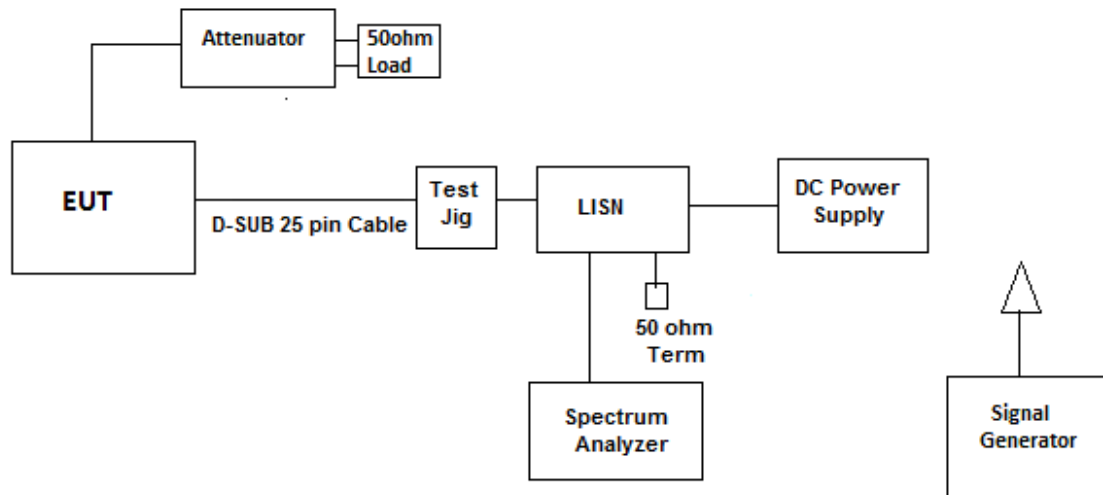 Attenuator
50ohm
Load
EUT
D-SUB 25 pin Cable
Test
Jig
LISN
DC Power
Supply
50 ohm
Term
Spectrum
Analyzer
Signal
Generator